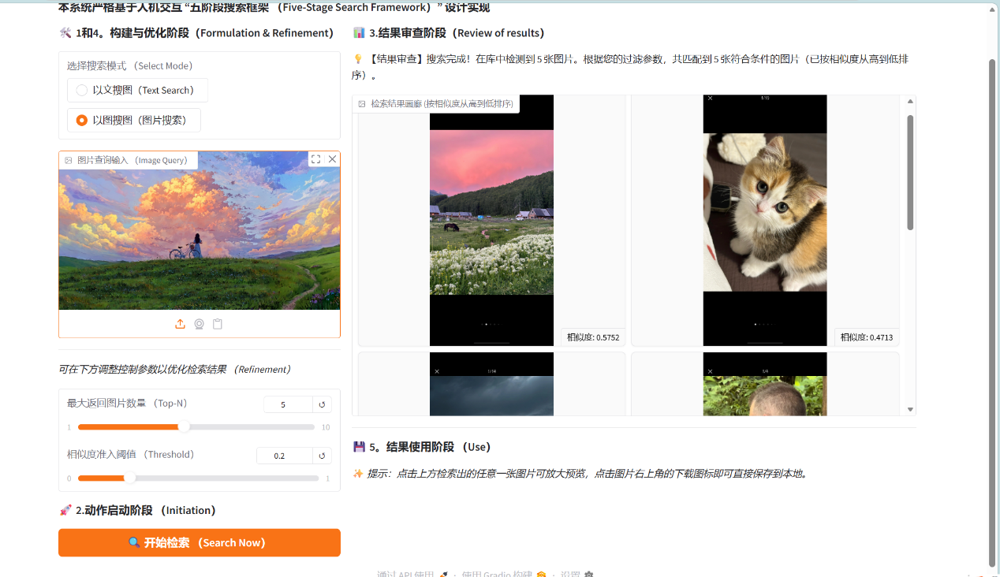 本系统严格基于人机交互“五阶段搜索框架 （Five-Stage Search Framework）” 设计实现
🛠 1和4。构建与优化阶段（Formulation & Refinement）
选择搜索模式 （Select Mode）
以文搜图（Text Search）
以图搜图（图片搜索）
图片查询输入 （Image Query）
可在下方调整控制参数以优化检索结果 （Refinement）
最大返回图片数量 （Top-N）
5
1
10
相似度准入阈值 （Threshold）
0.2
0
1
🚀 2.动作启动阶段 （Initiation）
🔍 开始检索 （Search Now）
📊 3.结果审查阶段（Review of results）
💡 【结果审查】搜索完成！在库中检测到 5 张图片。根据您的过滤参数，共匹配到 5 张符合条件的图片（已按相似度从高到低排
序）。
检索结果画廊 (按相似度从高到低排序)
1/15
相似度: 0.5752
相似度: 0.4713
1/14
1/4
💾 5。结果使用阶段 （Use）
✨ 提示：点击上方检索出的任意一张图片可放大预览，点击图片右上角的下载图标即可直接保存到本地。
通过 API 使用 🚀 · 使用 Gradio 构建 · 设置